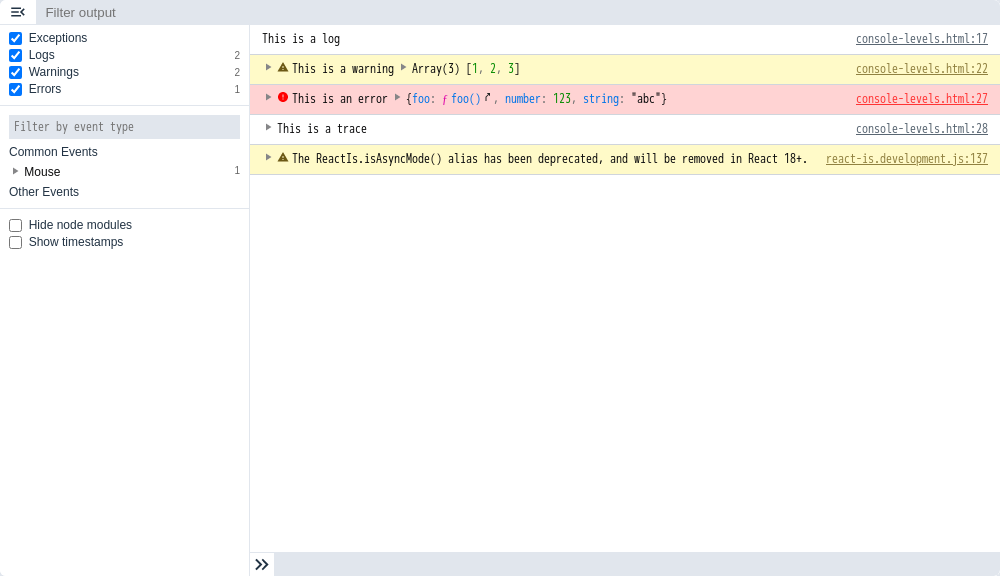 Filter output
Exceptions
Logs 2
Warnings 2
Errors 1
Filter by event type
Common Events
Mouse 1
Other Events
Hide node modules
Show timestamps
This is a log console-levels.html:17
This is a warning Array(3) [1, 2, 3] console-levels.html:22
This is an error {foo: ƒ foo() , number: 123, string: "abc"} console-levels.html:27
This is a trace console-levels.html:28
The ReactIs.isAsyncMode() alias has been deprecated, and will be removed in React 18+. react-is.development.js:137